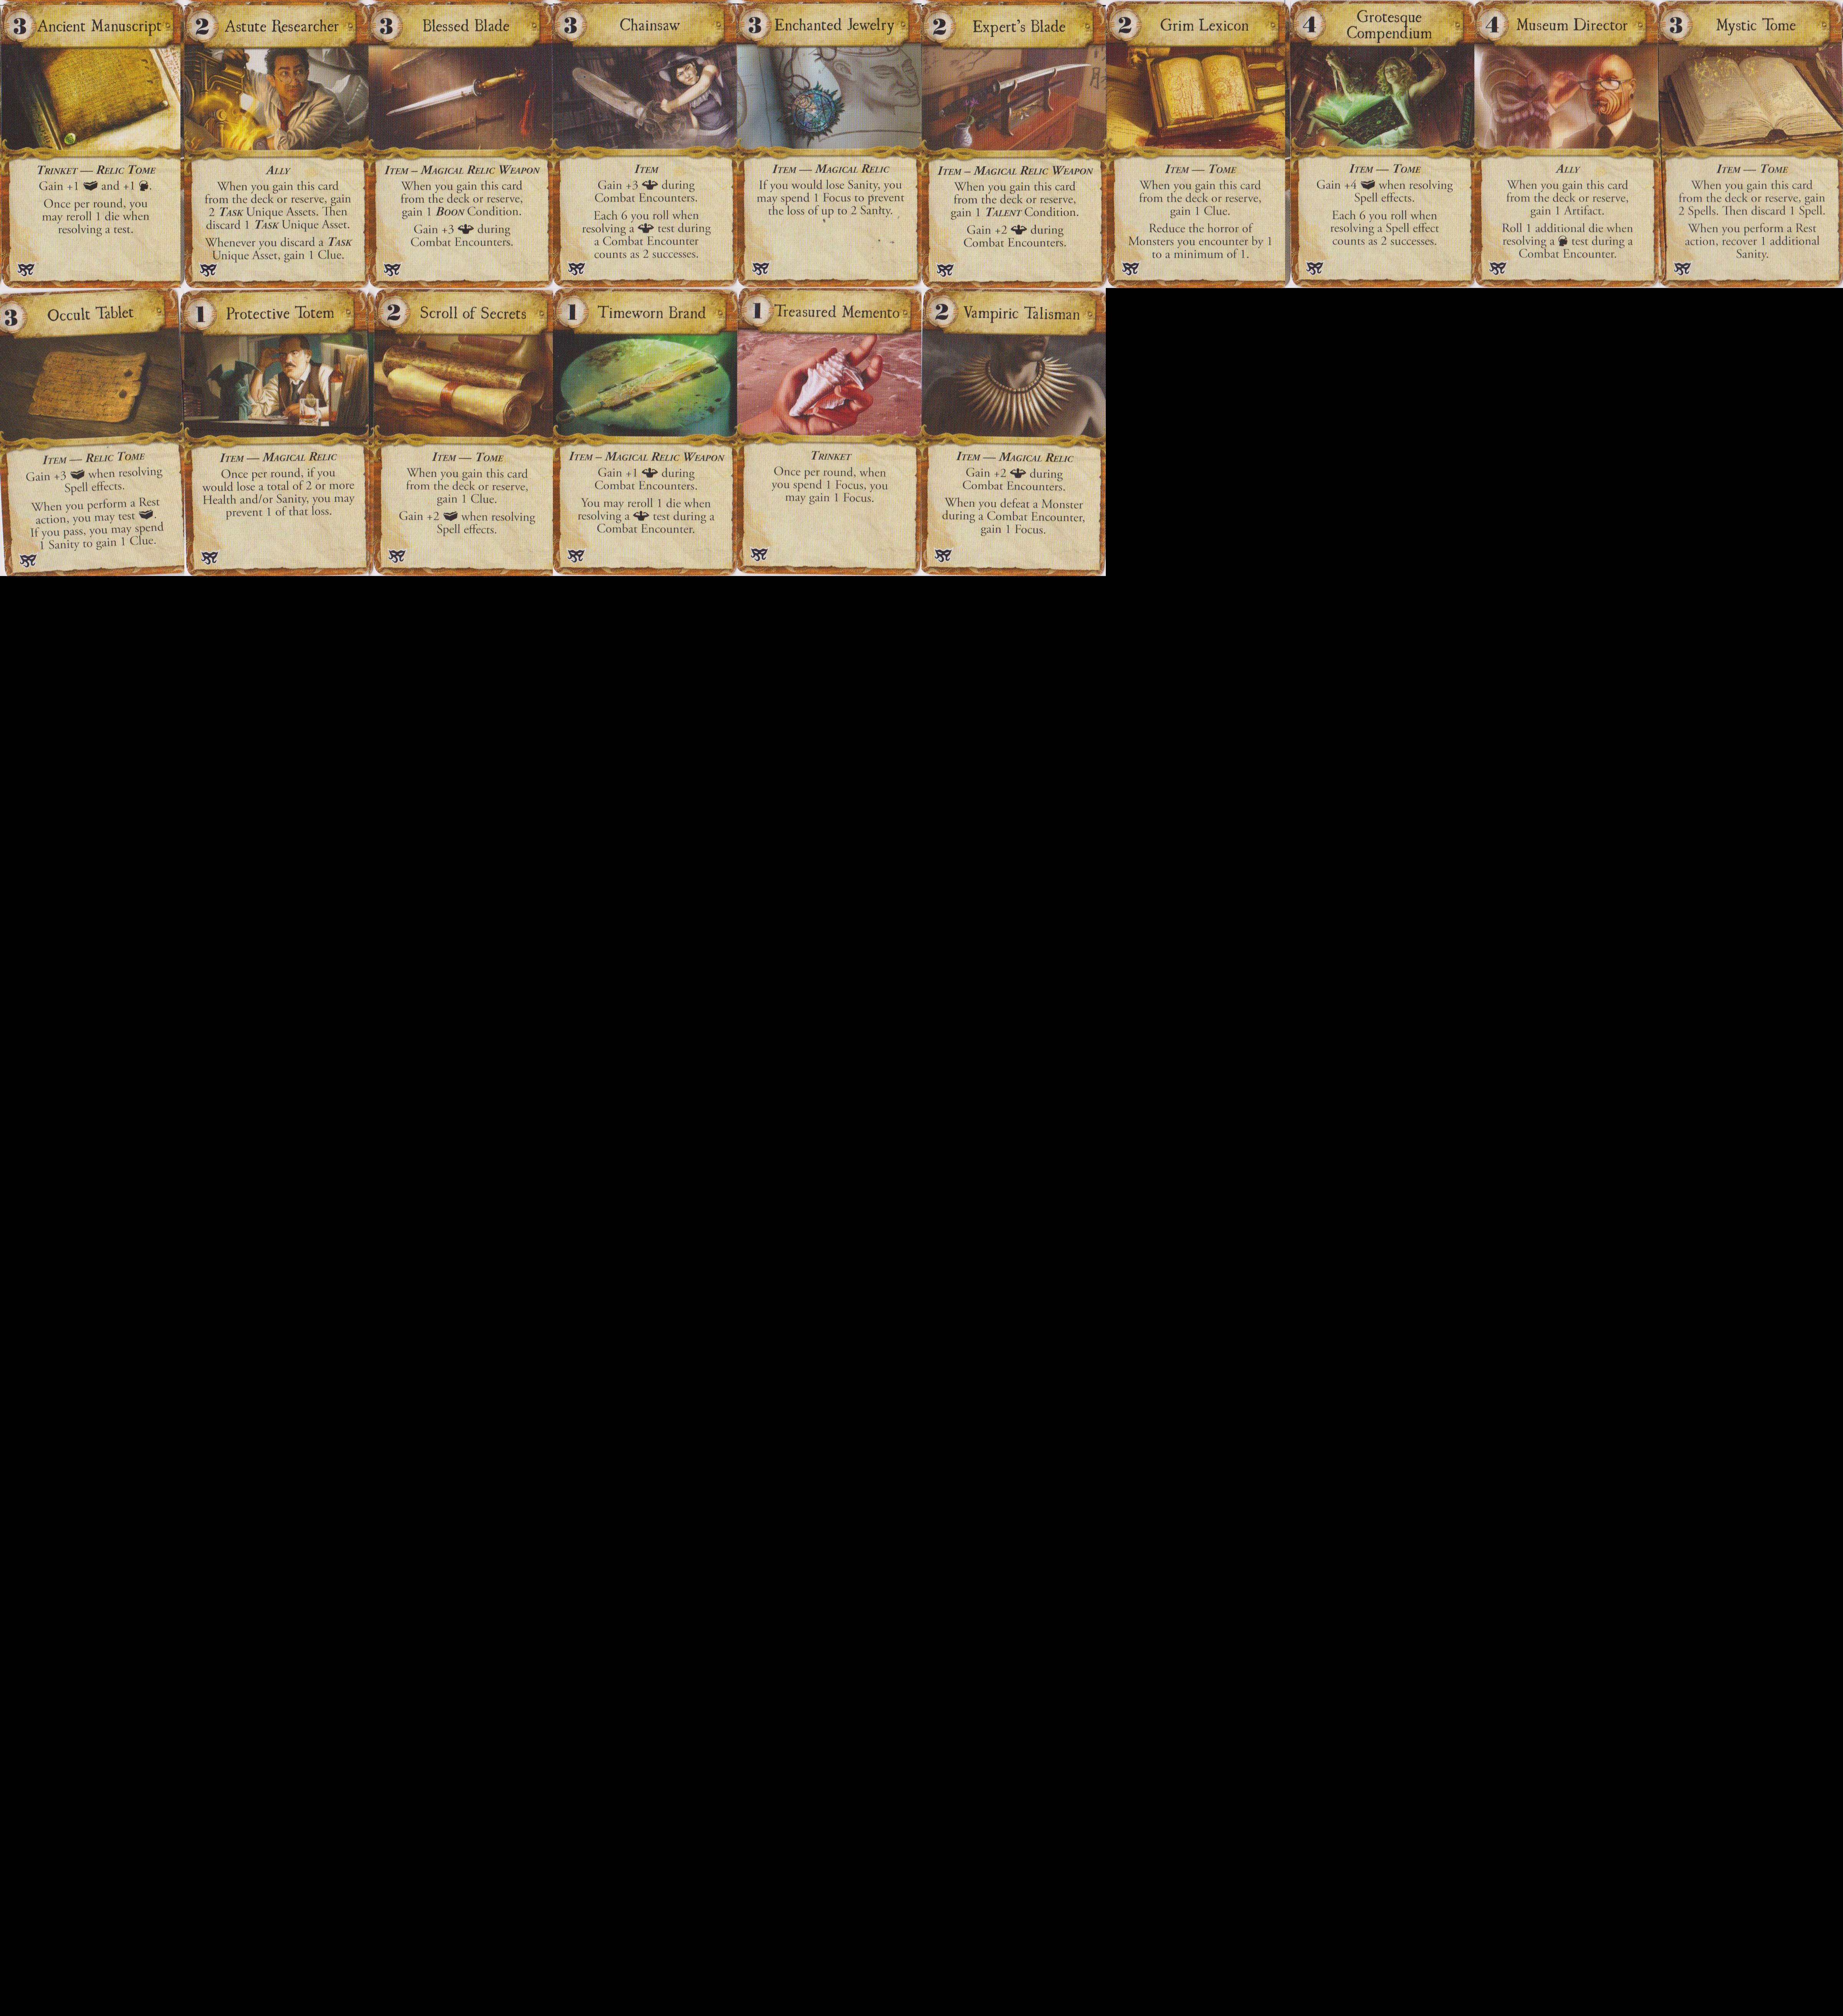 3 Ancient Manuscript
TRINKET — RELIC TOME
Gain +1 and +1 .
Once per round, you
may reroll 1 die when
resolving a test.
2 Astute Researcher
ALLY
When you gain this card
from the deck or reserve, gain
2 TASK Unique Assets. Then
discard 1 TASK Unique Asset.
Whenever you discard a TASK
Unique Asset, gain 1 Clue.
3 Blessed Blade
ITEM – MAGICAL RELIC WEAPON
When you gain this card
from the deck or reserve,
gain 1 BOON Condition.
Gain +3 during
Combat Encounters.
3 Chainsaw
ITEM
Gain +3 during
Combat Encounters.
Each 6 you roll when
resolving a test during
a Combat Encounter
counts as 2 successes.
3 Enchanted Jewelry
ITEM — MAGICAL RELIC
If you would lose Sanity, you
may spend 1 Focus to prevent
the loss of up to 2 Sanity.
2 Expert's Blade
ITEM – MAGICAL RELIC WEAPON
When you gain this card
from the deck or reserve,
gain 1 TALENT Condition.
Gain +2 during
Combat Encounters.
2 Grim Lexicon
ITEM — TOME
When you gain this card
from the deck or reserve,
gain 1 Clue.
Reduce the horror of
Monsters you encounter by 1
to a minimum of 1.
4 Grotesque
Compendium
ITEM — TOME
Gain +4 when resolving
Spell effects.
Each 6 you roll when
resolving a Spell effect
counts as 2 successes.
4 Museum Director
ALLY
When you gain this card
from the deck or reserve,
gain 1 Artifact.
Roll 1 additional die when
resolving a test during a
Combat Encounter.
3 Mystic Tome
ITEM — TOME
When you gain this card
from the deck or reserve, gain
2 Spells. Then discard 1 Spell.
When you perform a Rest
action, recover 1 additional
Sanity.
3 Occult Tablet
ITEM — RELIC TOME
Gain +3 when resolving
Spell effects.
When you perform a Rest
action, you may test .
If you pass, you may spend
1 Sanity to gain 1 Clue.
1 Protective Totem
ITEM — MAGICAL RELIC
Once per round, if you
would lose a total of 2 or more
Health and/or Sanity, you may
prevent 1 of that loss.
2 Scroll of Secrets
ITEM — TOME
When you gain this card
from the deck or reserve,
gain 1 Clue.
Gain +2 when resolving
Spell effects.
1 Timeworn Brand
ITEM – MAGICAL RELIC WEAPON
Gain +1 during
Combat Encounters.
You may reroll 1 die when
resolving a test during a
Combat Encounter.
1 Treasured Memento
TRINKET
Once per round, when
you spend 1 Focus, you
may gain 1 Focus.
2 Vampiric Talisman
ITEM — MAGICAL RELIC
Gain +2 during
Combat Encounters.
When you defeat a Monster
during a Combat Encounter,
gain 1 Focus.